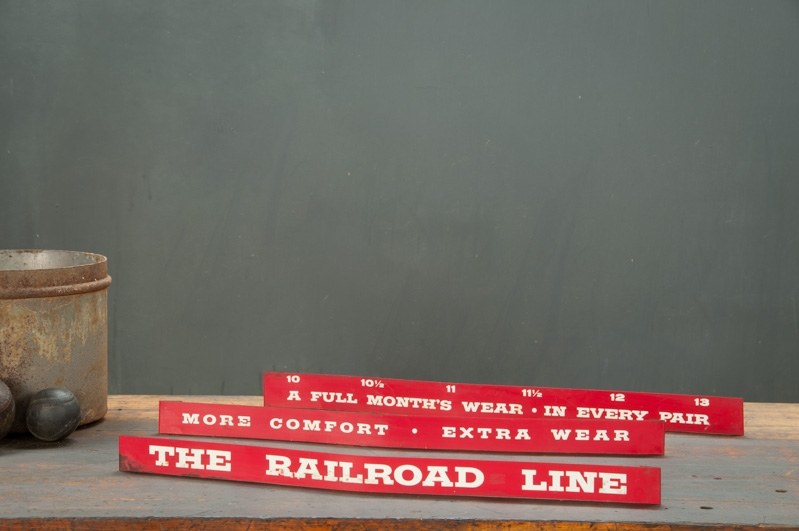 10 10½ 11 11½ 12 13
A FULL MONTH'S WEAR • IN EVERY PAIR
MORE COMFORT • EXTRA WEAR
THE RAILROAD LINE